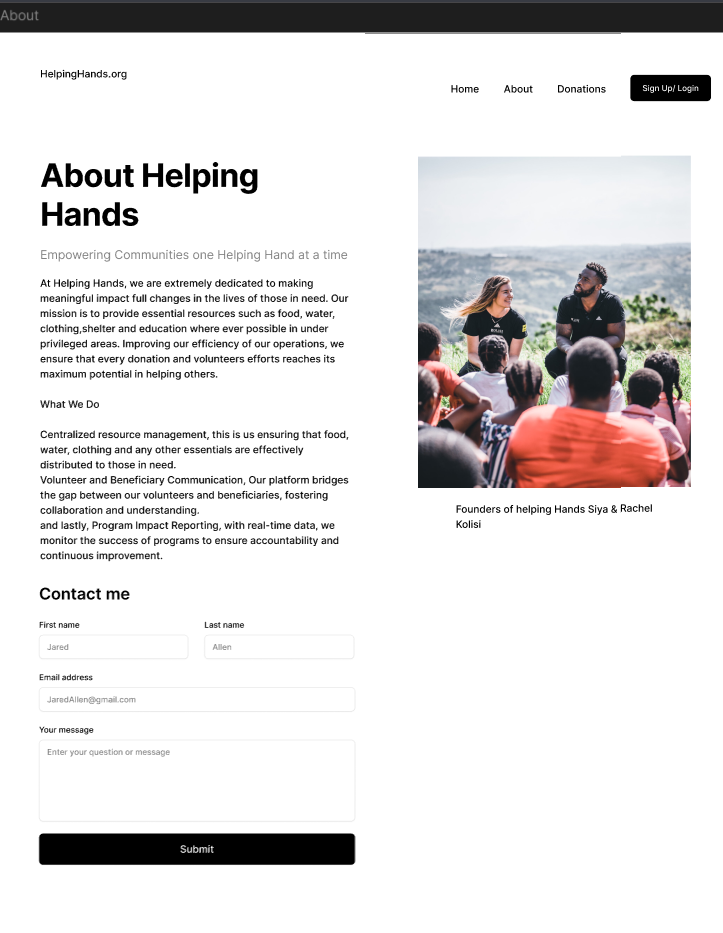 About
HelpingHands.org
Home
About
Donations
Sign Up/ Login
About Helping
Hands
Empowering Communities one Helping Hand at a time
At Helping Hands, we are extremely dedicated to making
meaningful impact full changes in the lives of those in need. Our
mission is to provide essential resources such as food, water,
clothing,shelter and education where ever possible in under
privileged areas. Improving our efficiency of our operations, we
ensure that every donation and volunteers efforts reaches its
maximum potential in helping others.
What We Do
Centralized resource management, this is us ensuring that food,
water, clothing and any other essentials are effectively
distributed to those in need.
Volunteer and Beneficiary Communication, Our platform bridges
the gap between our volunteers and beneficiaries, fostering
collaboration and understanding.
and lastly, Program Impact Reporting, with real-time data, we
monitor the success of programs to ensure accountability and
continuous improvement.
Founders of helping Hands Siya & Rachel
Kolisi
Contact me
First name
Last name
Jared
Allen
Email address
JaredAllen@gmail.com
Your message
Enter your question or message
Submit